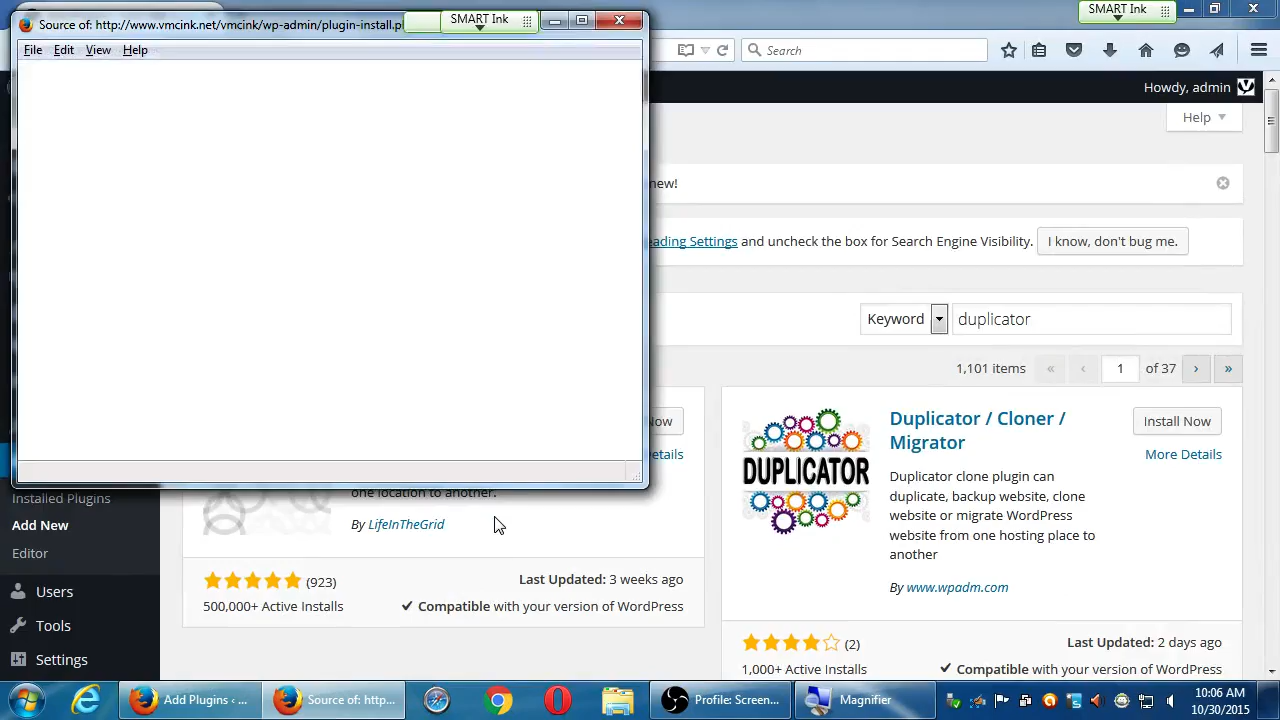 Source of: http://www.vmcink.net/vmcink/wp-admin/plugin-install.p
SMART Ink
SMART Ink
File Edit View Help
Search
Howdy, admin
Help
new!
eading Settings and uncheck the box for Search Engine Visibility.
I know, don't bug me.
Keyword
duplicator
1,101 items
«
‹
1
of 37
›
»
Now
etails
one location to another.
By LifeInTheGrid
(923)
500,000+ Active Installs
Last Updated: 3 weeks ago
Compatible with your version of WordPress
DUPLICATOR
Duplicator / Cloner /
Migrator
Install Now
More Details
Duplicator clone plugin can
duplicate, backup website, clone
website or migrate WordPress
website from one hosting place to
another
By www.wpadm.com
(2)
1,000+ Active Installs
Last Updated: 2 days ago
Compatible with your version of WordPress
Installed Plugins
Add New
Editor
Users
Tools
Settings
Add Plugins ‹ ...
Source of: http...
Profile: Screen...
Magnifier
10:06 AM
10/30/2015